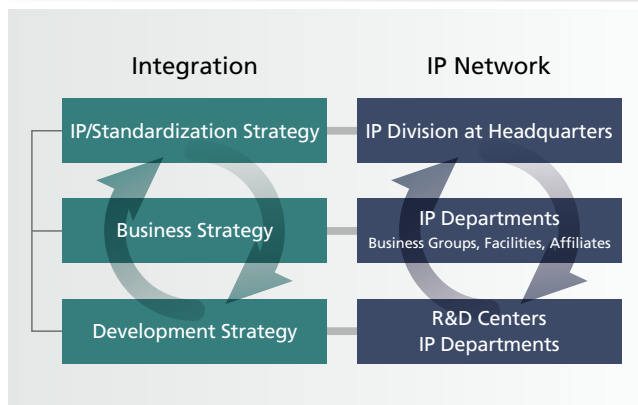 Integration
IP Network
IP/Standardization Strategy
IP Division at Headquarters
Business Strategy
IP Departments
Business Groups, Facilities, Affiliates
Development Strategy
R&D Centers
IP Departments